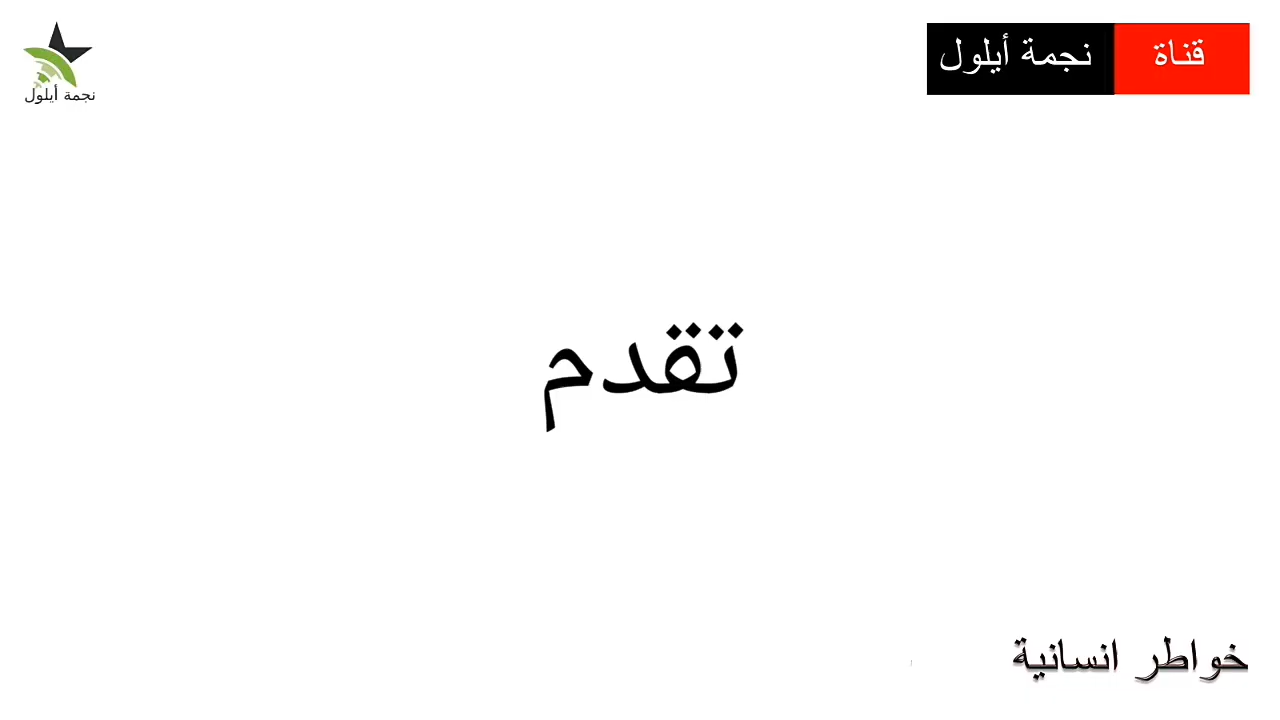 قناة نجمة أيلول
نجمة أيلول
تقدم
خواطر انسانية